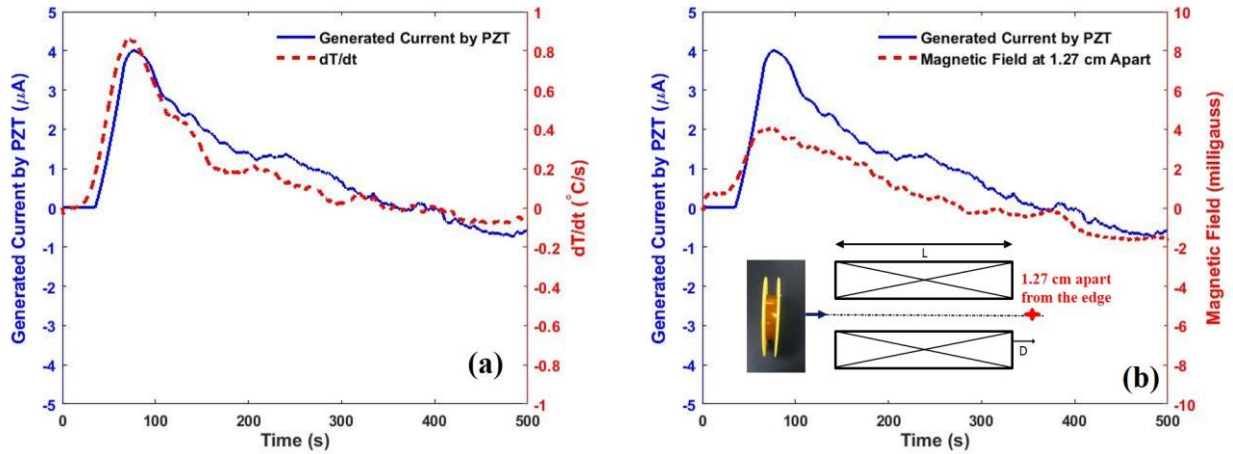 5
4
3
2
1
0
-1
-2
-3
-4
-5
Generated Current by PZT (μA)
Generated Current by PZT
dT/dt
1
0.8
0.6
0.4
0.2
0
-0.2
-0.4
-0.6
-0.8
-1
dT/dt (°C/s)
(a)
0 100 200 300 400 500
Time (s)
5
4
3
2
1
0
-1
-2
-3
-4
-5
Generated Current by PZT (μA)
Generated Current by PZT
Magnetic Field at 1.27 cm Apart
10
8
6
4
2
0
-2
-4
-6
-8
-10
Magnetic Field (milligauss)
L
1.27 cm apart
from the edge
D
(b)
0 100 200 300 400 500
Time (s)